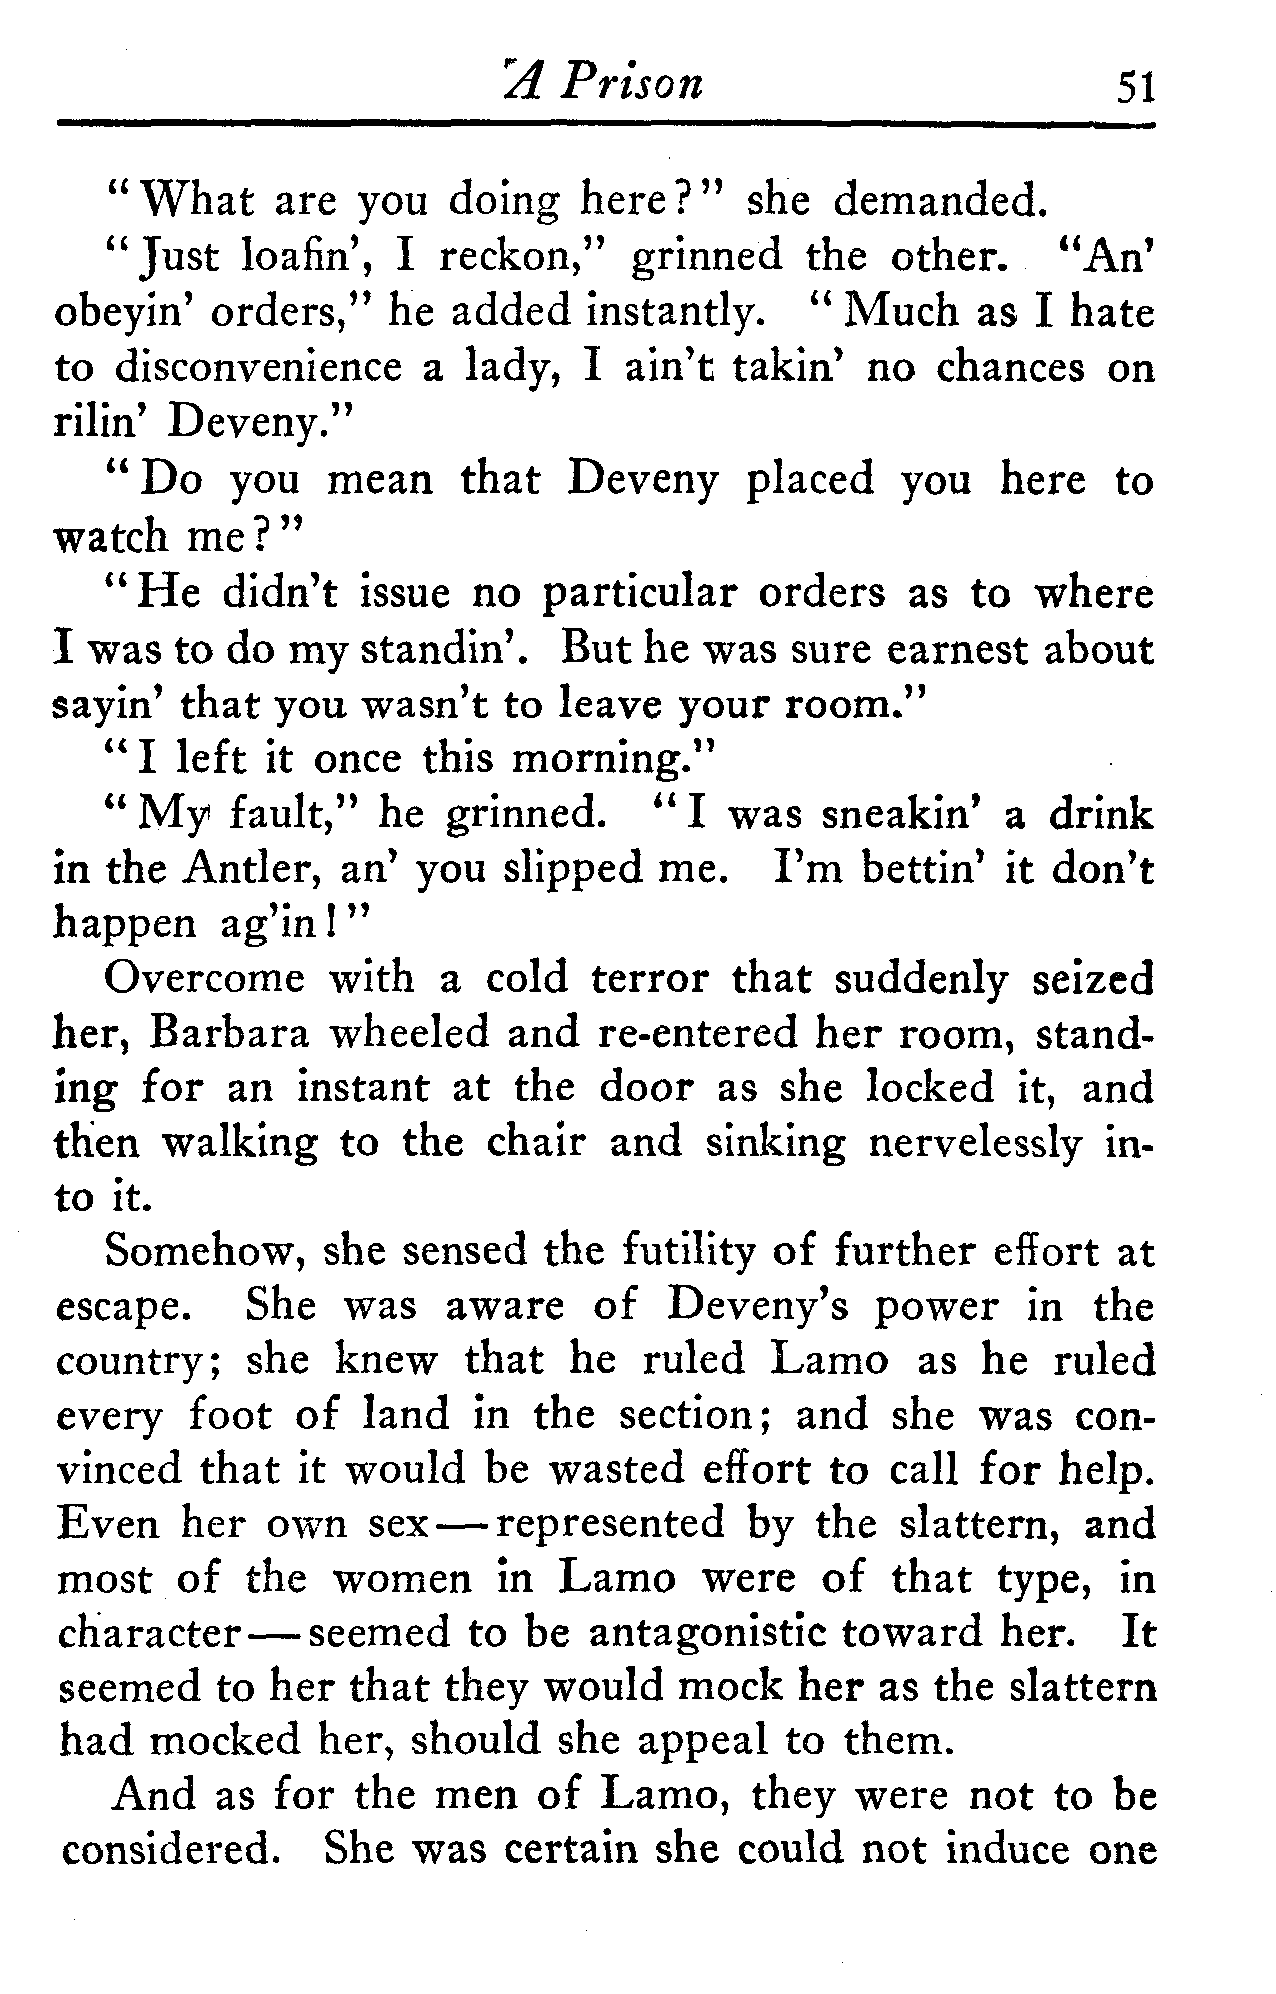 A Prison 51
"What are you doing here?" she demanded.
"Just loafin', I reckon," grinned the other. "An'
obeyin' orders," he added instantly. "Much as I hate
to disconvenience a lady, I ain't takin' no chances on
rilin' Deveny."
"Do you mean that Deveny placed you here to
watch me?"
"He didn't issue no particular orders as to where
I was to do my standin'. But he was sure earnest about
sayin' that you wasn't to leave your room."
"I left it once this morning."
"My fault," he grinned. "I was sneakin' a drink
in the Antler, an' you slipped me. I'm bettin' it don't
happen ag'in!"
Overcome with a cold terror that suddenly seized
her, Barbara wheeled and re-entered her room, stand-
ing for an instant at the door as she locked it, and
then walking to the chair and sinking nervelessly in-
to it.
Somehow, she sensed the futility of further effort at
escape. She was aware of Deveny's power in the
country; she knew that he ruled Lamo as he ruled
every foot of land in the section; and she was con-
vinced that it would be wasted effort to call for help.
Even her own sex—represented by the slattern, and
most of the women in Lamo were of that type, in
character—seemed to be antagonistic toward her. It
seemed to her that they would mock her as the slattern
had mocked her, should she appeal to them.
And as for the men of Lamo, they were not to be
considered. She was certain she could not induce one